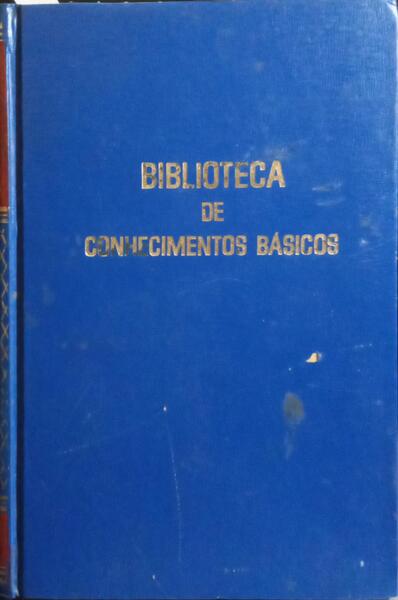 BIBLIOTECA
DE
CONHECIMENTOS BÁSICOS